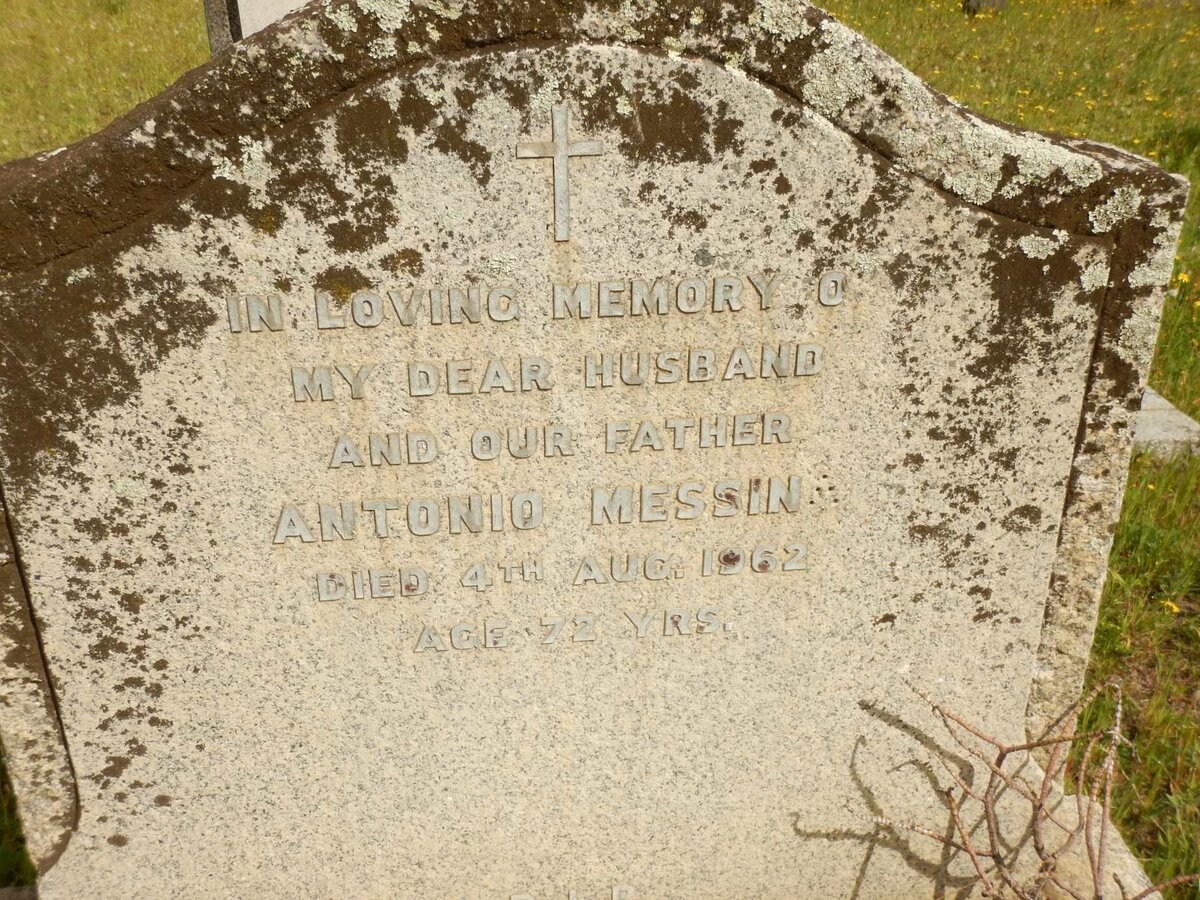 IN LOVING MEMORY O
MY DEAR HUSBAND
AND OUR FATHER
ANTONIO MESSIN
DIED 4TH AUG. 1962
AGE 72 YRS.